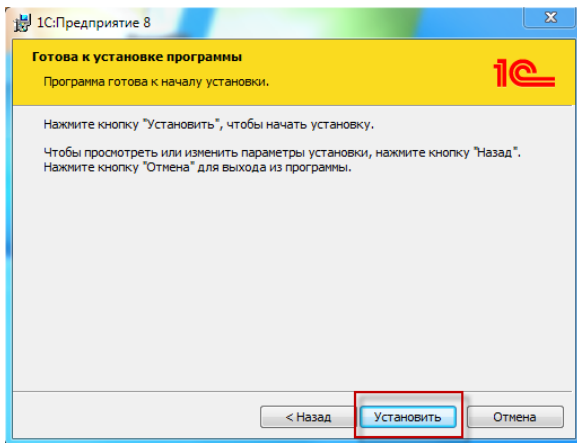 1С:Предприятие 8
Готова к установке программы
Программа готова к началу установки.
1С
Нажмите кнопку "Установить", чтобы начать установку.
Чтобы просмотреть или изменить параметры установки, нажмите кнопку "Назад".
Нажмите кнопку "Отмена" для выхода из программы.
< Назад
Установить
Отмена